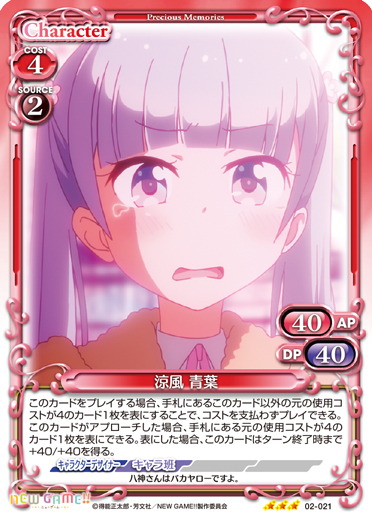 Precious Memories
Character
COST
4
SOURCE
2
40 AP
DP 40
涼風 青葉
このカードをプレイする場合、手札にあるこのカード以外の元の使用コ
ストが4のカード1枚を表にすることで、コストを支払わずプレイできる。
このカードがアプローチした場合、手札にある元の使用コストが4の
カード1枚を表にできる。表にした場合、このカードはターン終了時まで
+40/+40を得る。
キャラクターデザイナー キャラ班
八神さんはバカヤローですよ。
NEW GAME!!
©得能正太郎・芳文社／NEW GAME!!製作委員会
02-021